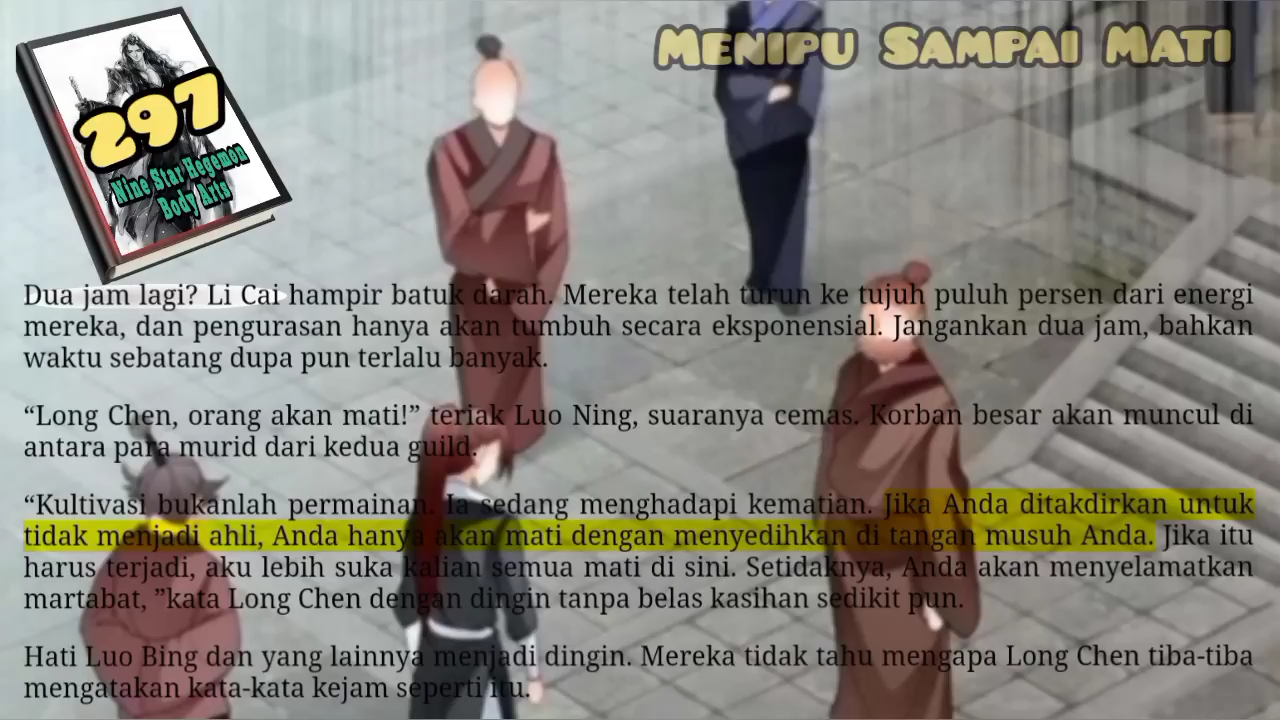 Menipu Sampai Mati
297
Nine Star Hegemon
Body Arts
Dua jam lagi? Li Cai hampir batuk darah. Mereka telah turun ke tujuh puluh persen dari energi
mereka, dan pengurasan hanya akan tumbuh secara eksponensial. Jangankan dua jam, bahkan
waktu sebatang dupa pun terlalu banyak.
“Long Chen, orang akan mati!” teriak Luo Ning, suaranya cemas. Korban besar akan muncul di
antara para murid dari kedua guild.
“Kultivasi bukanlah permainan. Ia sedang menghadapi kematian. Jika Anda ditakdirkan untuk
tidak menjadi ahli, Anda hanya akan mati dengan menyedihkan di tangan musuh Anda. Jika itu
harus terjadi, aku lebih suka kalian semua mati di sini. Setidaknya, Anda akan menyelamatkan
martabat, ”kata Long Chen dengan dingin tanpa belas kasihan sedikit pun.
Hati Luo Bing dan yang lainnya menjadi dingin. Mereka tidak tahu mengapa Long Chen tiba-tiba
mengatakan kata-kata kejam seperti itu.